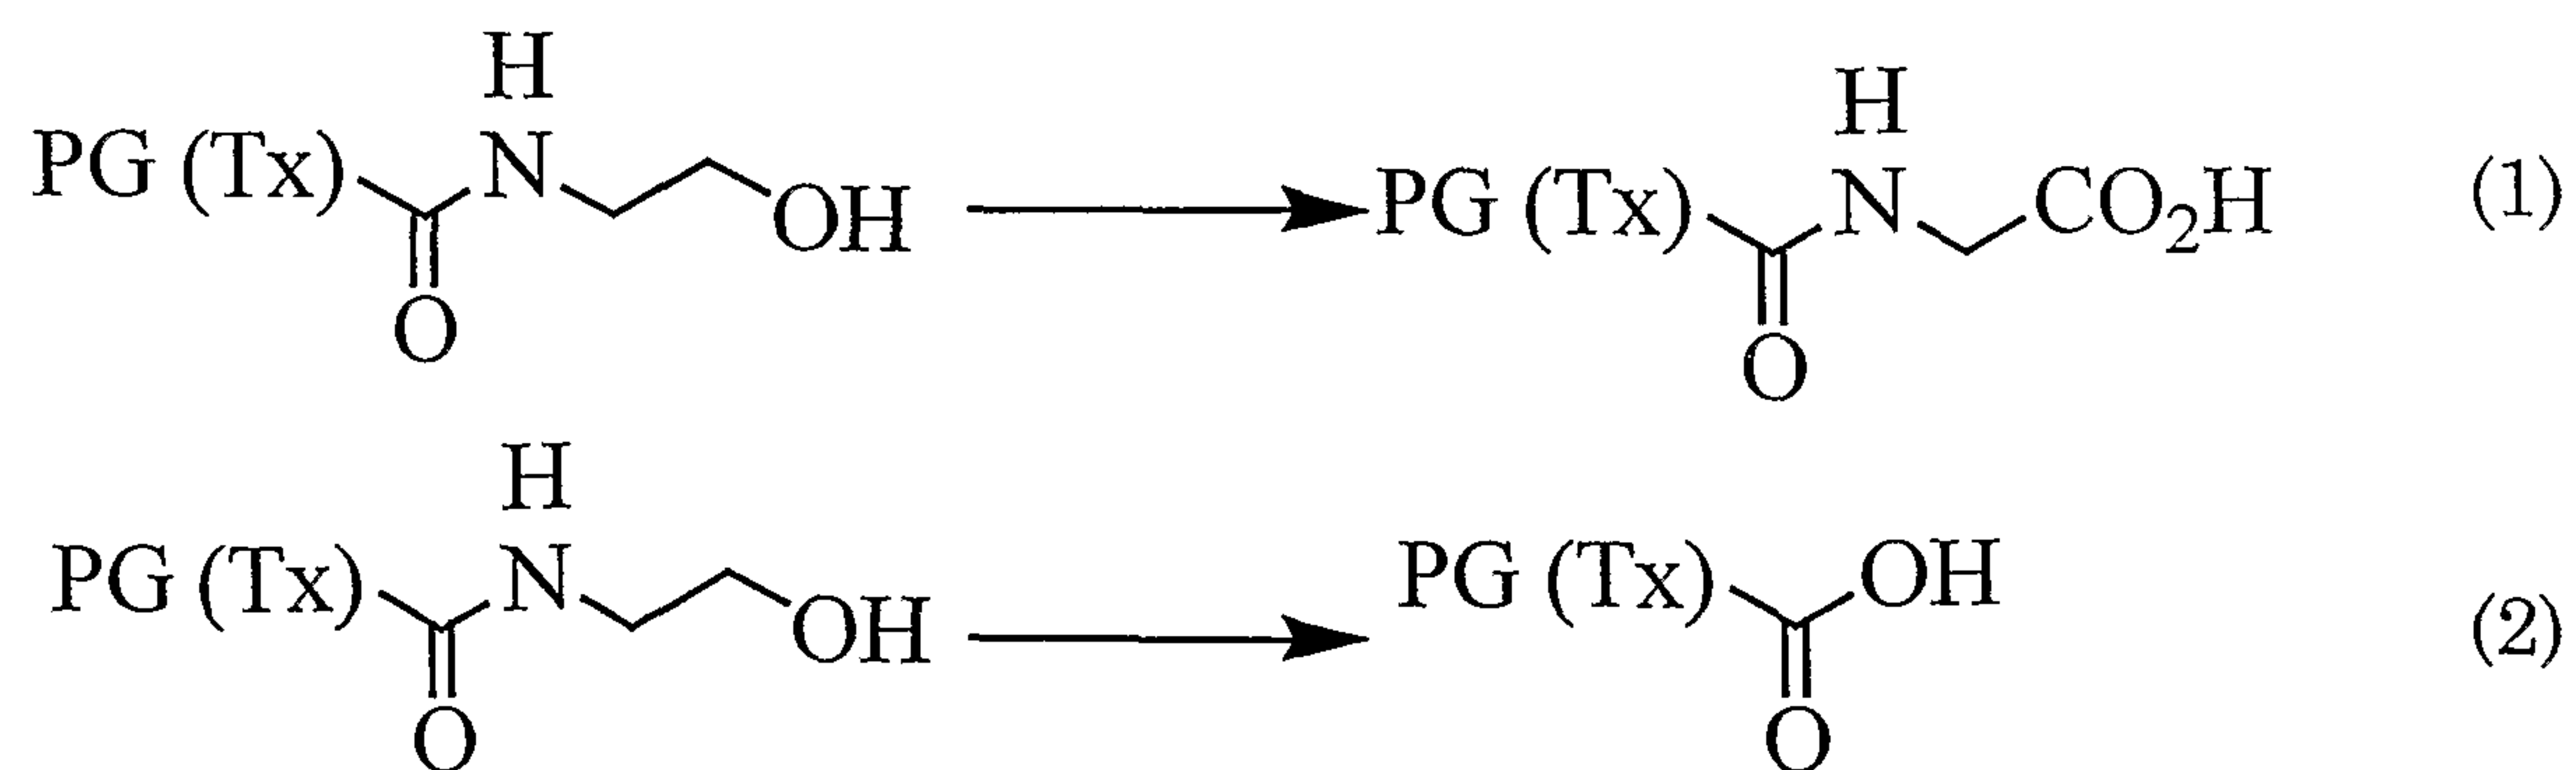 H
H
PG (Tx) N OH PG (Tx) N CO₂H (1)
O
O
H
PG (Tx) N OH PG (Tx) OH (2)
O O